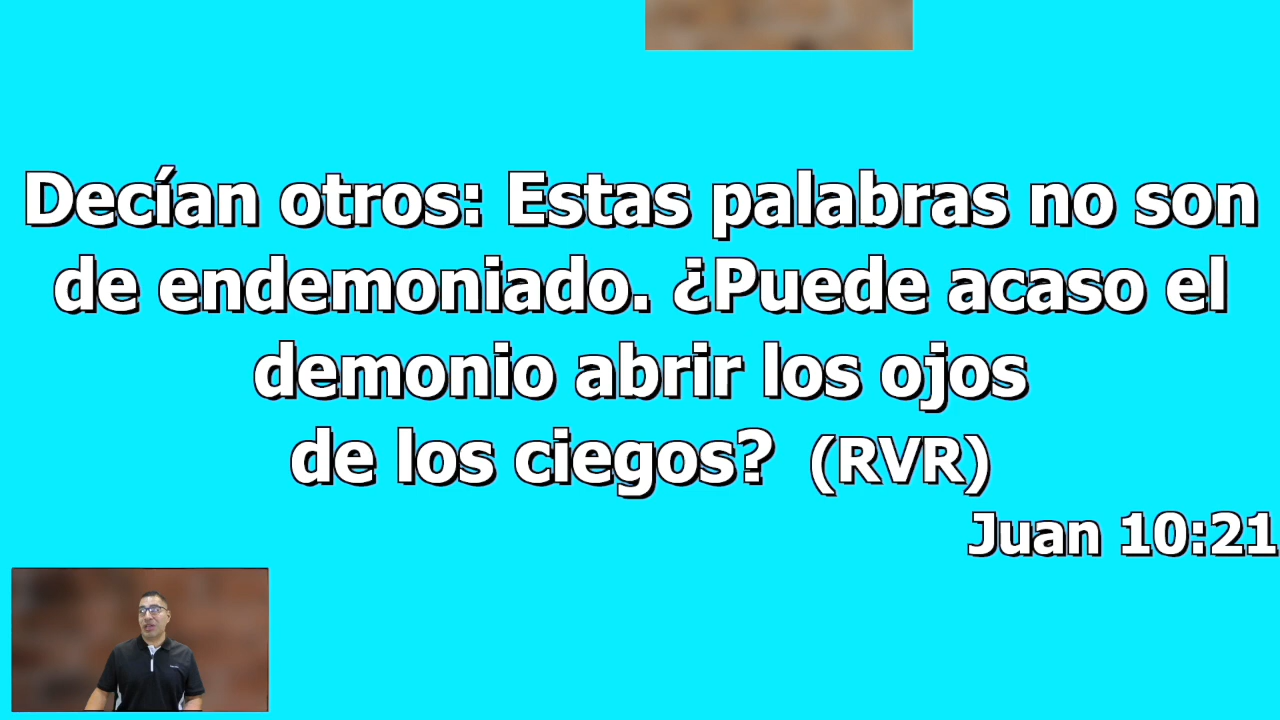 Decían otros: Estas palabras no son
de endemoniado. ¿Puede acaso el
demonio abrir los ojos
de los ciegos? (RVR)
Juan 10:21